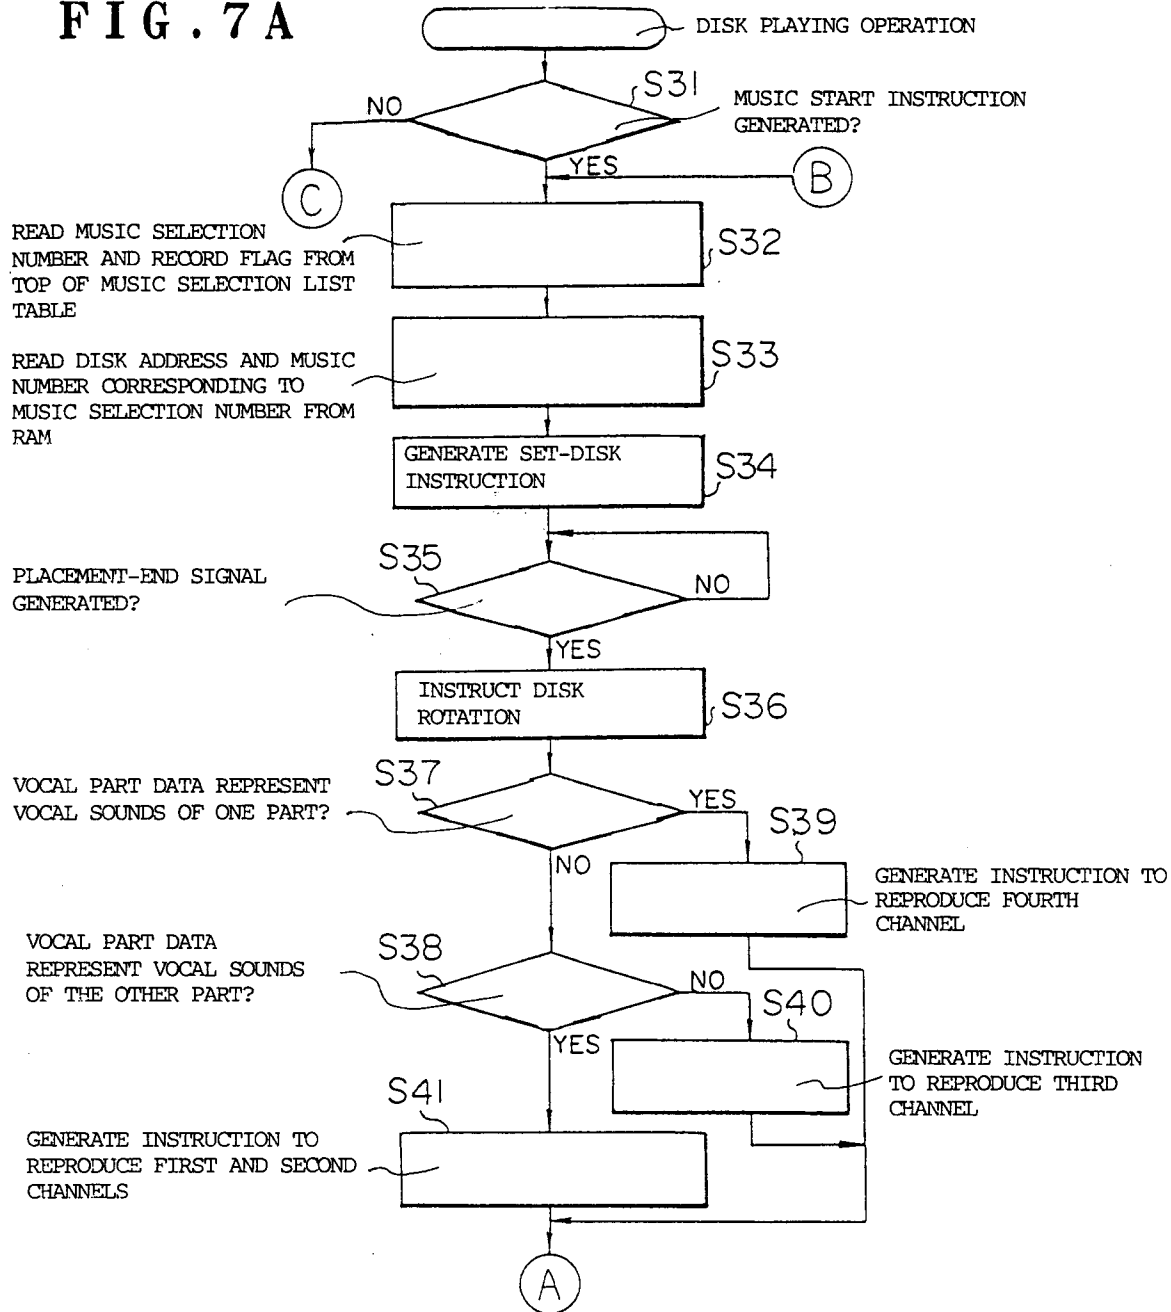 FIG.7A
DISK PLAYING OPERATION
S31
NO
MUSIC START INSTRUCTION
GENERATED?
YES
B
C
READ MUSIC SELECTION
NUMBER AND RECORD FLAG FROM
TOP OF MUSIC SELECTION LIST
TABLE
S32
READ DISK ADDRESS AND MUSIC
NUMBER CORRESPONDING TO
MUSIC SELECTION NUMBER FROM
RAM
S33
GENERATE SET-DISK
INSTRUCTION
S34
S35
PLACEMENT-END SIGNAL
GENERATED?
NO
YES
INSTRUCT DISK
ROTATION
S36
S37
VOCAL PART DATA REPRESENT
VOCAL SOUNDS OF ONE PART?
YES
S39
NO
GENERATE INSTRUCTION TO
REPRODUCE FOURTH
CHANNEL
S38
VOCAL PART DATA
REPRESENT VOCAL SOUNDS
OF THE OTHER PART?
NO
S40
YES
GENERATE INSTRUCTION
TO REPRODUCE THIRD
CHANNEL
S41
GENERATE INSTRUCTION TO
REPRODUCE FIRST AND SECOND
CHANNELS
A